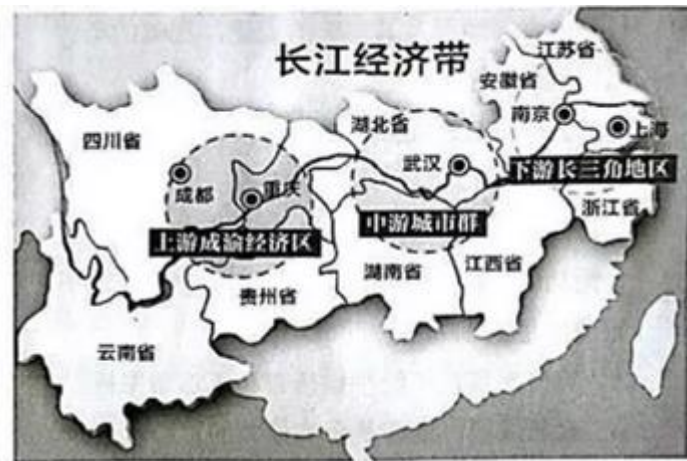 长江经济带
江苏省
安徽省
南京
上海
四川省
湖北省
武汉
下游长三角地区
成都
重庆
浙江省
上游成渝经济区
中游城市群
江西省
湖南省
贵州省
云南省